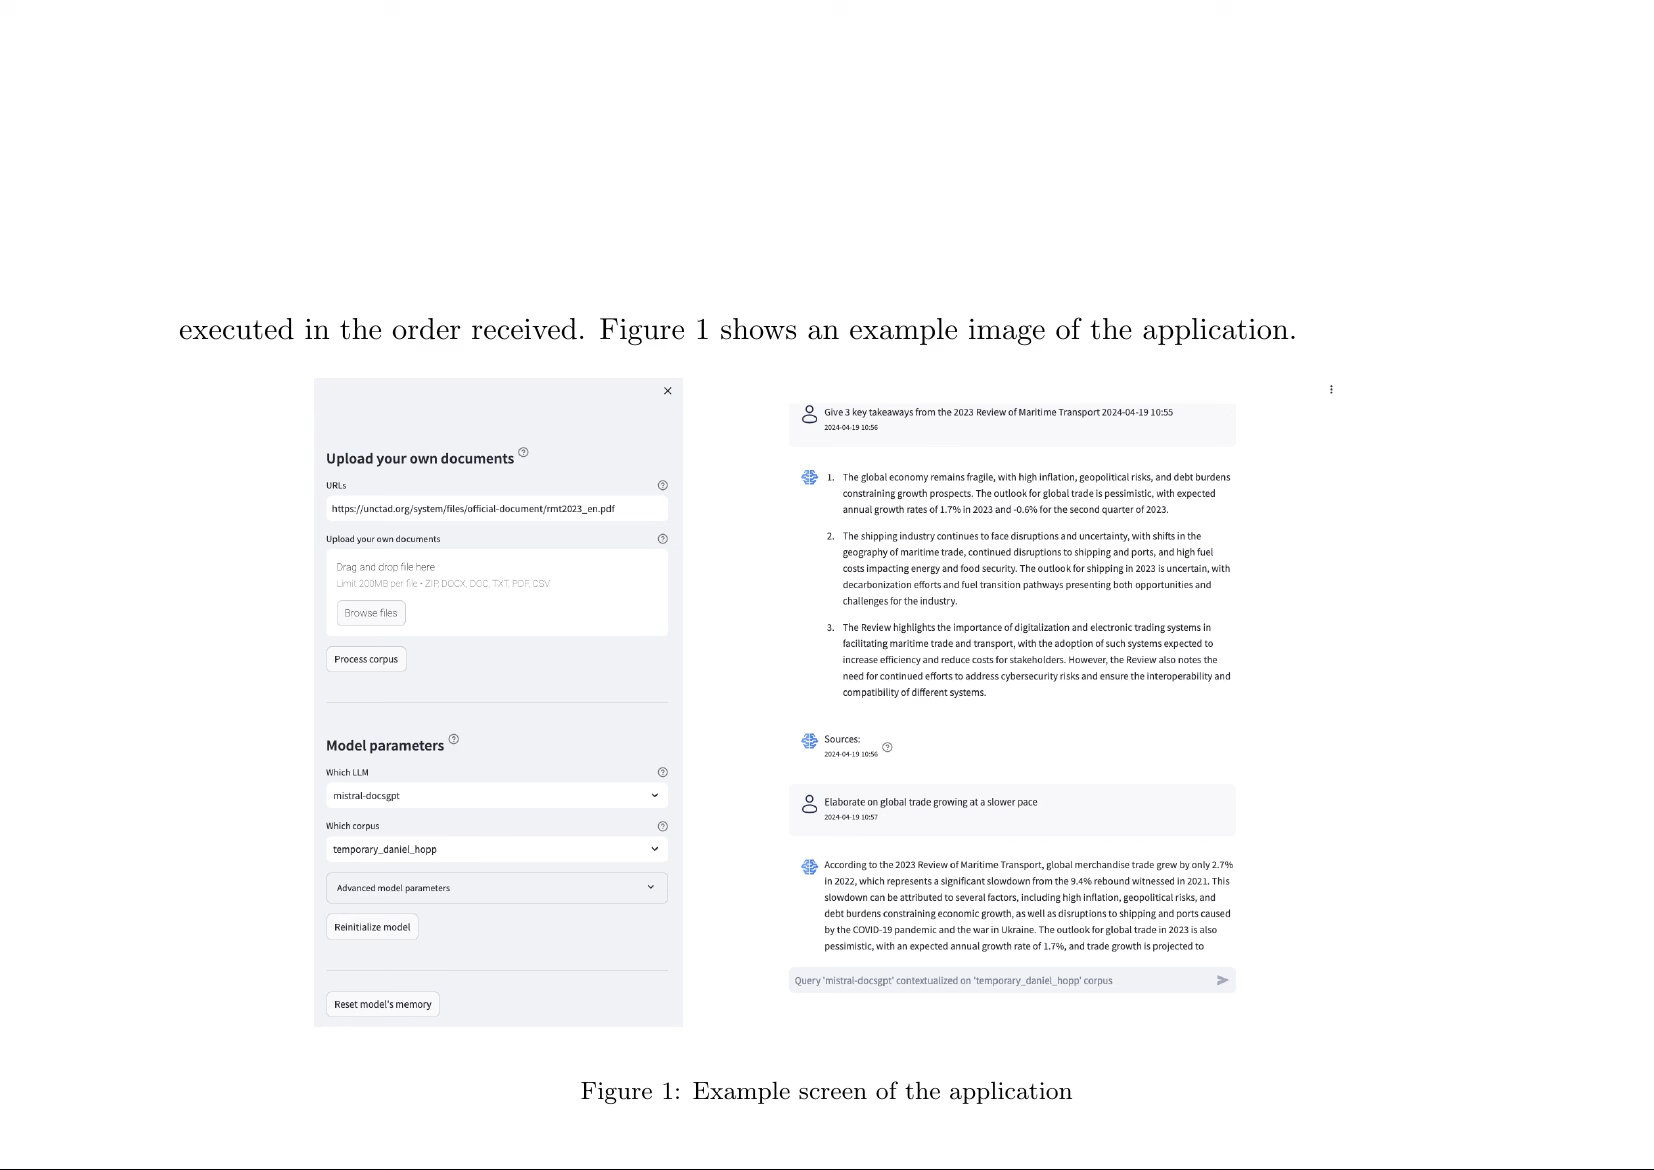 executed in the order received. Figure 1 shows an example image of the application.
Upload your own documents
URLs
https://unctad.org/system/files/official-document/rmt2023_en.pdf
Upload your own documents
Drag and drop file here
Limit 200MB per file • ZIP, DOCX, DOC, TXT, PDF, CSV
Browse files
Process corpus
Model parameters
Which LLM
mistral-docsgpt
Which corpus
temporary_daniel_hopp
Advanced model parameters
Reinitialize model
Reset model's memory
Give 3 key takeaways from the 2023 Review of Maritime Transport 2024-04-19 10:55
2024-04-19 10:56
1. The global economy remains fragile, with high inflation, geopolitical risks, and debt burdens
constraining growth prospects. The outlook for global trade is pessimistic, with expected
annual growth rates of 1.7% in 2023 and -0.6% for the second quarter of 2023.
2. The shipping industry continues to face disruptions and uncertainty, with shifts in the
geography of maritime trade, continued disruptions to shipping and ports, and high fuel
costs impacting energy and food security. The outlook for shipping in 2023 is uncertain, with
decarbonization efforts and fuel transition pathways presenting both opportunities and
challenges for the industry.
3. The Review highlights the importance of digitalization and electronic trading systems in
facilitating maritime trade and transport, with the adoption of such systems expected to
increase efficiency and reduce costs for stakeholders. However, the Review also notes the
need for continued efforts to address cybersecurity risks and ensure the interoperability and
compatibility of different systems.
Sources:
2024-04-19 10:56
Elaborate on global trade growing at a slower pace
2024-04-19 10:57
According to the 2023 Review of Maritime Transport, global merchandise trade grew by only 2.7%
in 2022, which represents a significant slowdown from the 9.4% rebound witnessed in 2021. This
slowdown can be attributed to several factors, including high inflation, geopolitical risks, and
debt burdens constraining economic growth, as well as disruptions to shipping and ports caused
by the COVID-19 pandemic and the war in Ukraine. The outlook for global trade in 2023 is also
pessimistic, with an expected annual growth rate of 1.7%, and trade growth is projected to
Query 'mistral-docsgpt' contextualized on 'temporary_daniel_hopp' corpus
Figure 1: Example screen of the application